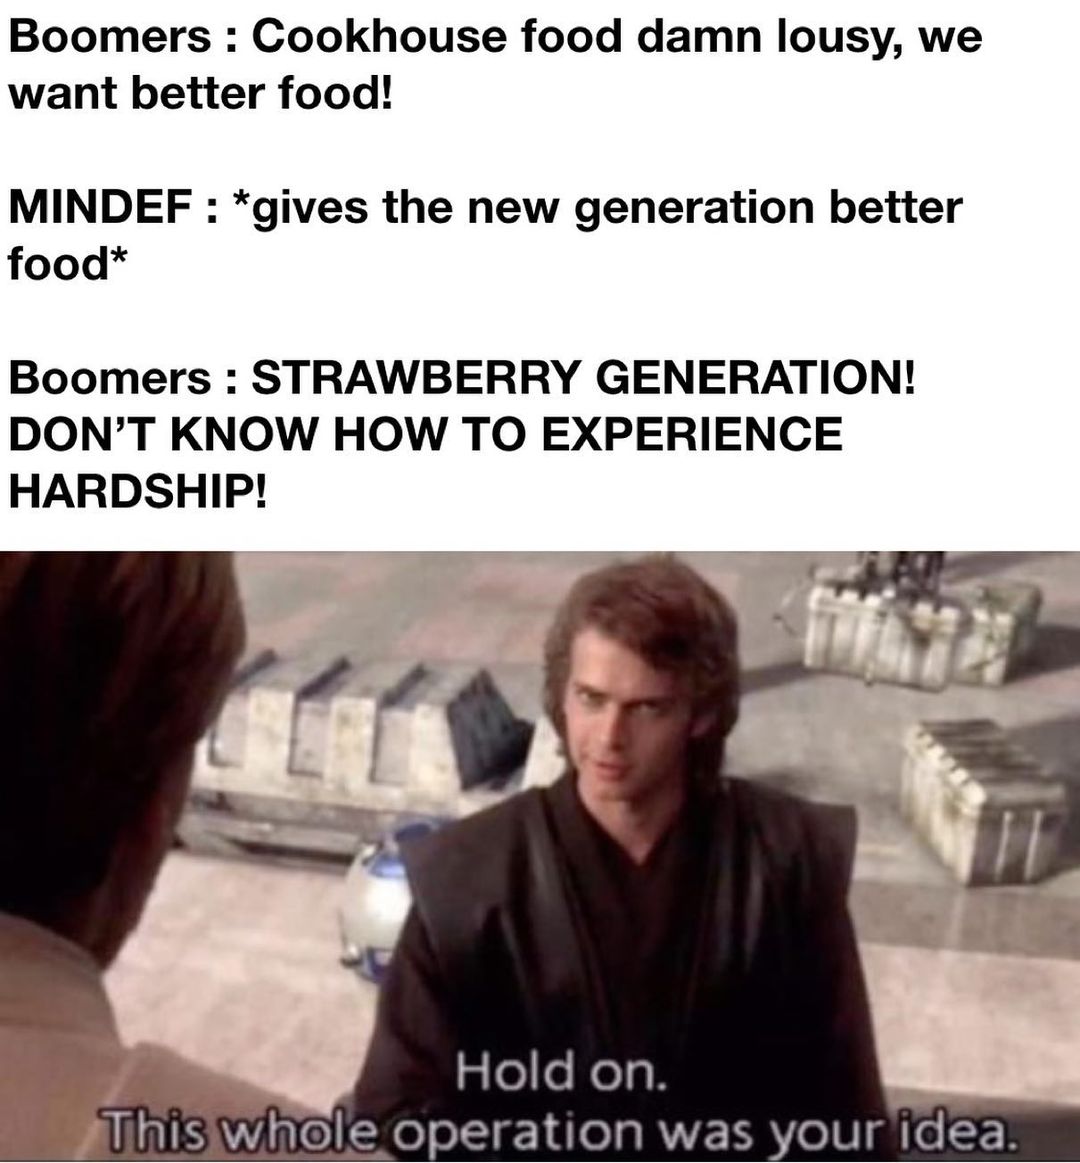 Boomers : Cookhouse food damn lousy, we
want better food!
MINDEF : *gives the new generation better
food*
Boomers : STRAWBERRY GENERATION!
DON’T KNOW HOW TO EXPERIENCE
HARDSHIP!
Hold on.
This whole operation was your idea.